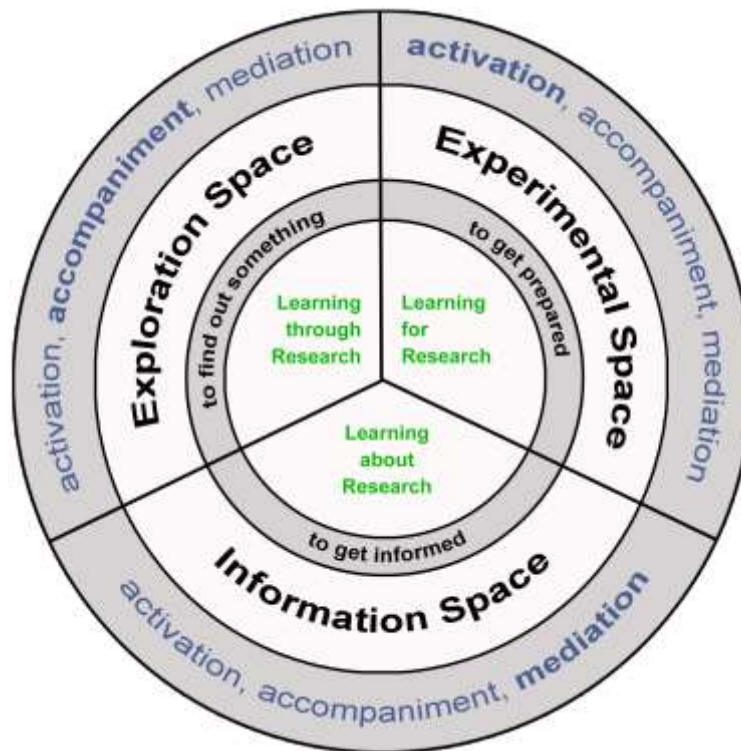 activation, accompaniment, mediation
Exploration Space
to find out something
Learning
through
Research
activation, accompaniment, mediation
Experimental Space
to get prepared
Learning
for
Research
Learning
about
Research
to get informed
Information Space
activation, accompaniment, mediation